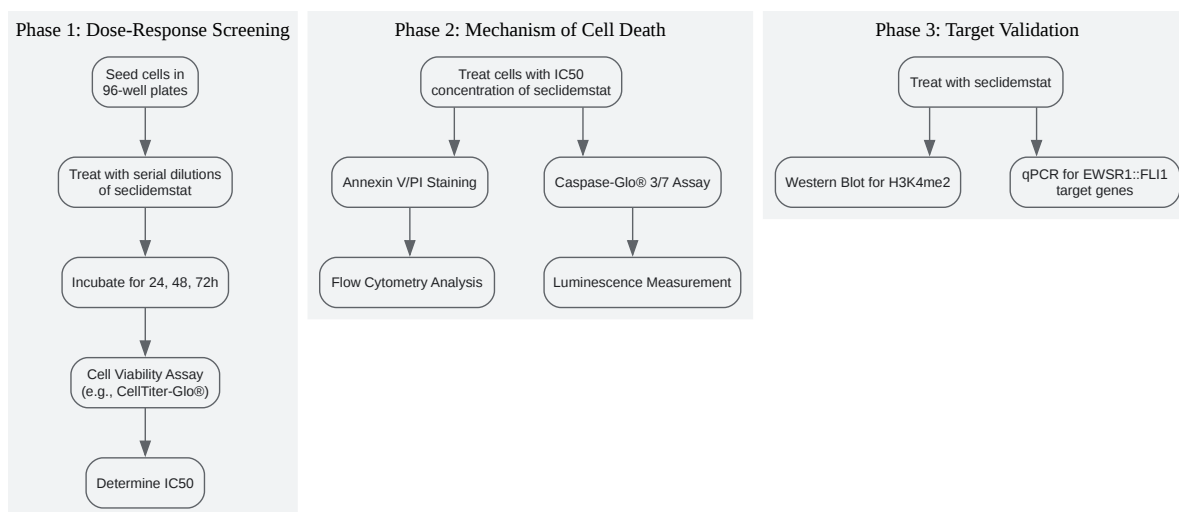 Phase 1: Dose-Response Screening
Seed cells in
96-well plates
Treat with serial dilutions
of seclidemstat
Incubate for 24, 48, 72h
Cell Viability Assay
(e.g., CellTiter-Glo®)
Determine IC50
Phase 2: Mechanism of Cell Death
Treat cells with IC50
concentration of seclidemstat
Annexin V/PI Staining
Caspase-Glo® 3/7 Assay
Flow Cytometry Analysis
Luminescence Measurement
Phase 3: Target Validation
Treat with seclidemstat
Western Blot for H3K4me2
qPCR for EWSR1::FLI1
target genes